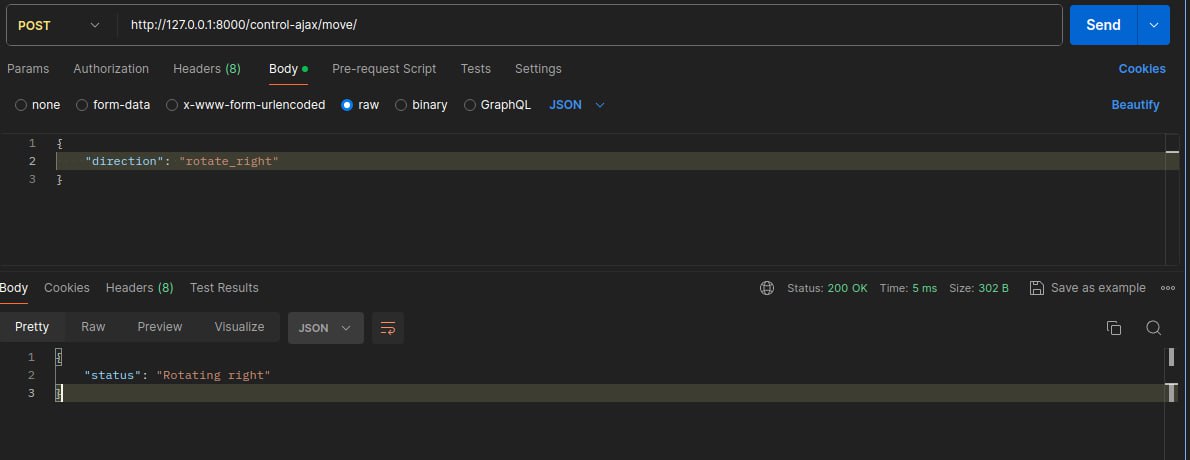 POST http://127.0.0.1:8000/control-ajax/move/ Send
Params Authorization Headers (8) Body Pre-request Script Tests Settings Cookies
none form-data x-www-form-urlencoded raw binary GraphQL JSON Beautify
1 {
2 "direction": "rotate_right"
3 }
Body Cookies Headers (8) Test Results Status: 200 OK Time: 5 ms Size: 302 B Save as example
Pretty Raw Preview Visualize JSON
1 {
2 "status": "Rotating right"
3 }